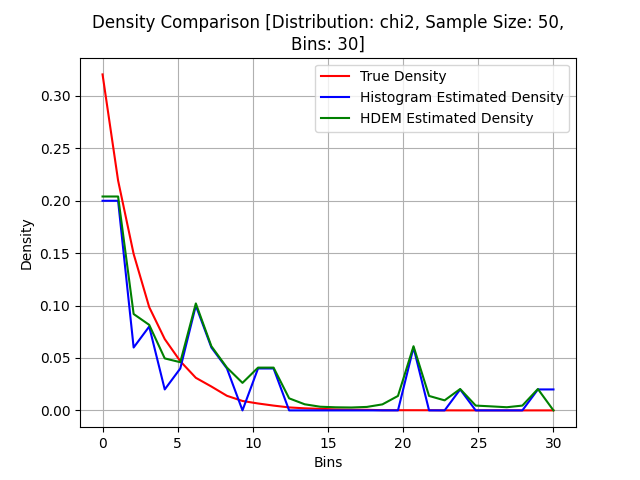 Density Comparison [Distribution: chi2, Sample Size: 50,
Bins: 30]
True Density
Histogram Estimated Density
HDEM Estimated Density
Density
0.30
0.25
0.20
0.15
0.10
0.05
0.00
0 5 10 15 20 25 30
Bins